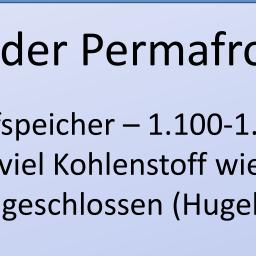 der Permafro
fspeicher – 1.100-1.
viel Kohlenstoff wie
geschlossen (Hugel